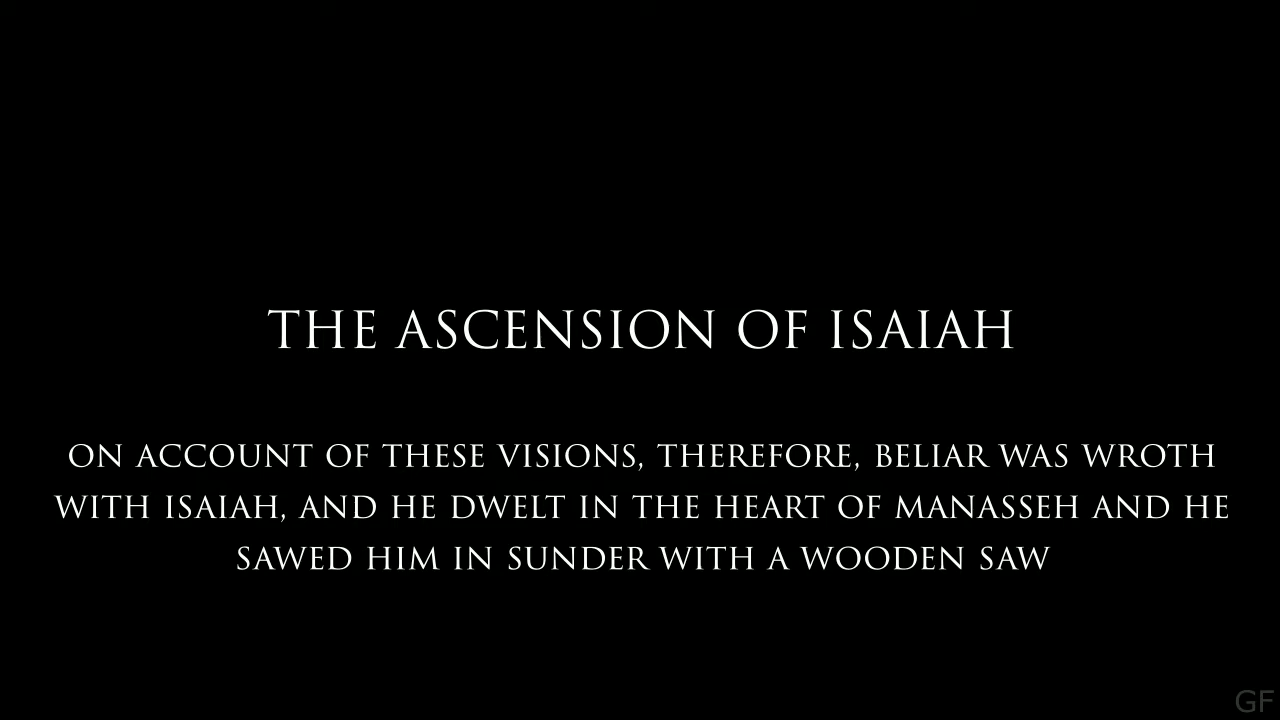 THE ASCENSION OF ISAIAH
ON ACCOUNT OF THESE VISIONS, THEREFORE, BELIAR WAS WROTH
WITH ISAIAH, AND HE DWELT IN THE HEART OF MANASSEH AND HE
SAWED HIM IN SUNDER WITH A WOODEN SAW
GF